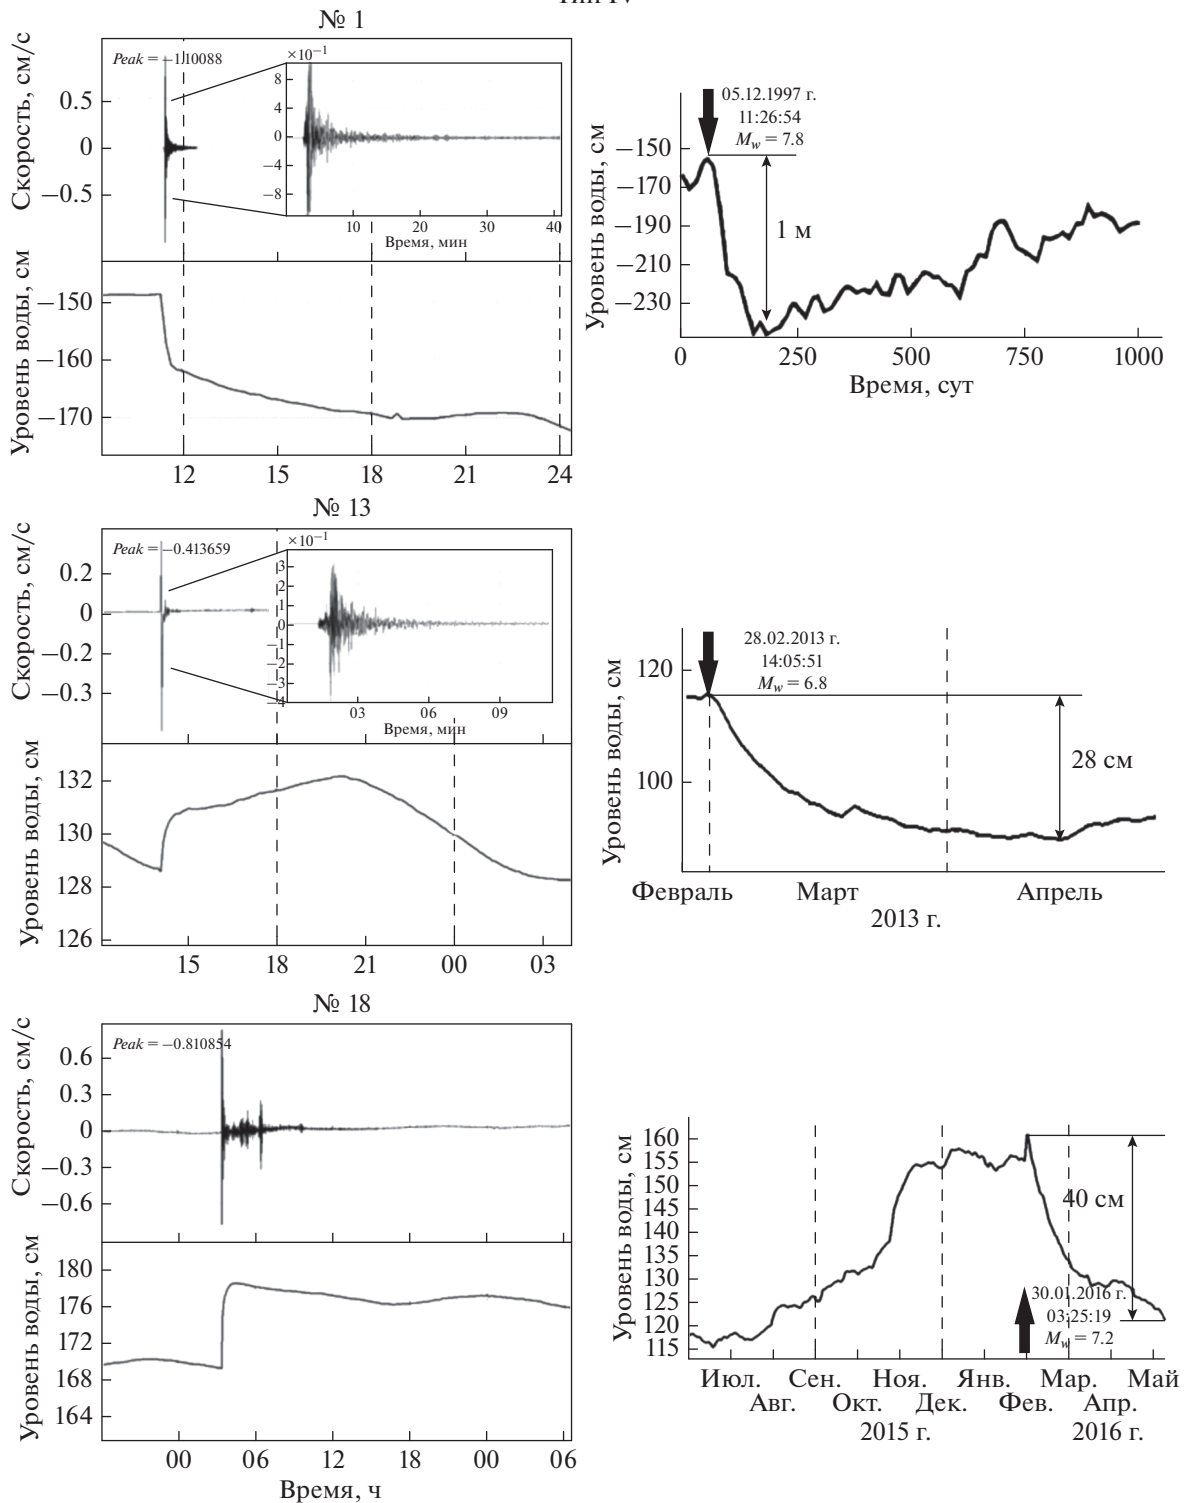 Тип IV
№ 1
Скорость, см/с
Peak = −1.10088
0.5
0
−0.5
×10⁻¹
8
4
0
−4
−8
10
20
30
40
Время, мин
Уровень воды, см
−150
−160
−170
12
15
18
21
24
Уровень воды, см
−150
−170
−190
−210
−230
05.12.1997 г.
11:26:54
Mw = 7.8
1 м
0
250
500
750
1000
Время, сут
№ 13
Скорость, см/с
Peak = −0.413659
0.2
0
−0.2
−0.3
×10⁻¹
3
2
1
0
−1
−2
−3
−4
03
06
09
Время, мин
Уровень воды, см
132
130
128
126
15
18
21
00
03
Уровень воды, см
120
100
28.02.2013 г.
14:05:51
Mw = 6.8
28 см
Февраль
Март
Апрель
2013 г.
№ 18
Скорость, см/с
Peak = −0.810854
0.6
0.3
0
−0.3
−0.6
Уровень воды, см
180
176
172
168
164
00
06
12
18
00
06
Время, ч
Уровень воды, см
160
155
150
145
140
135
130
125
120
115
40 см
30.01.2016 г.
03:25:19
Mw = 7.2
Июл.
Сен.
Ноя.
Янв.
Мар.
Май
Авг.
Окт.
Дек.
Фев.
Апр.
2015 г.
2016 г.